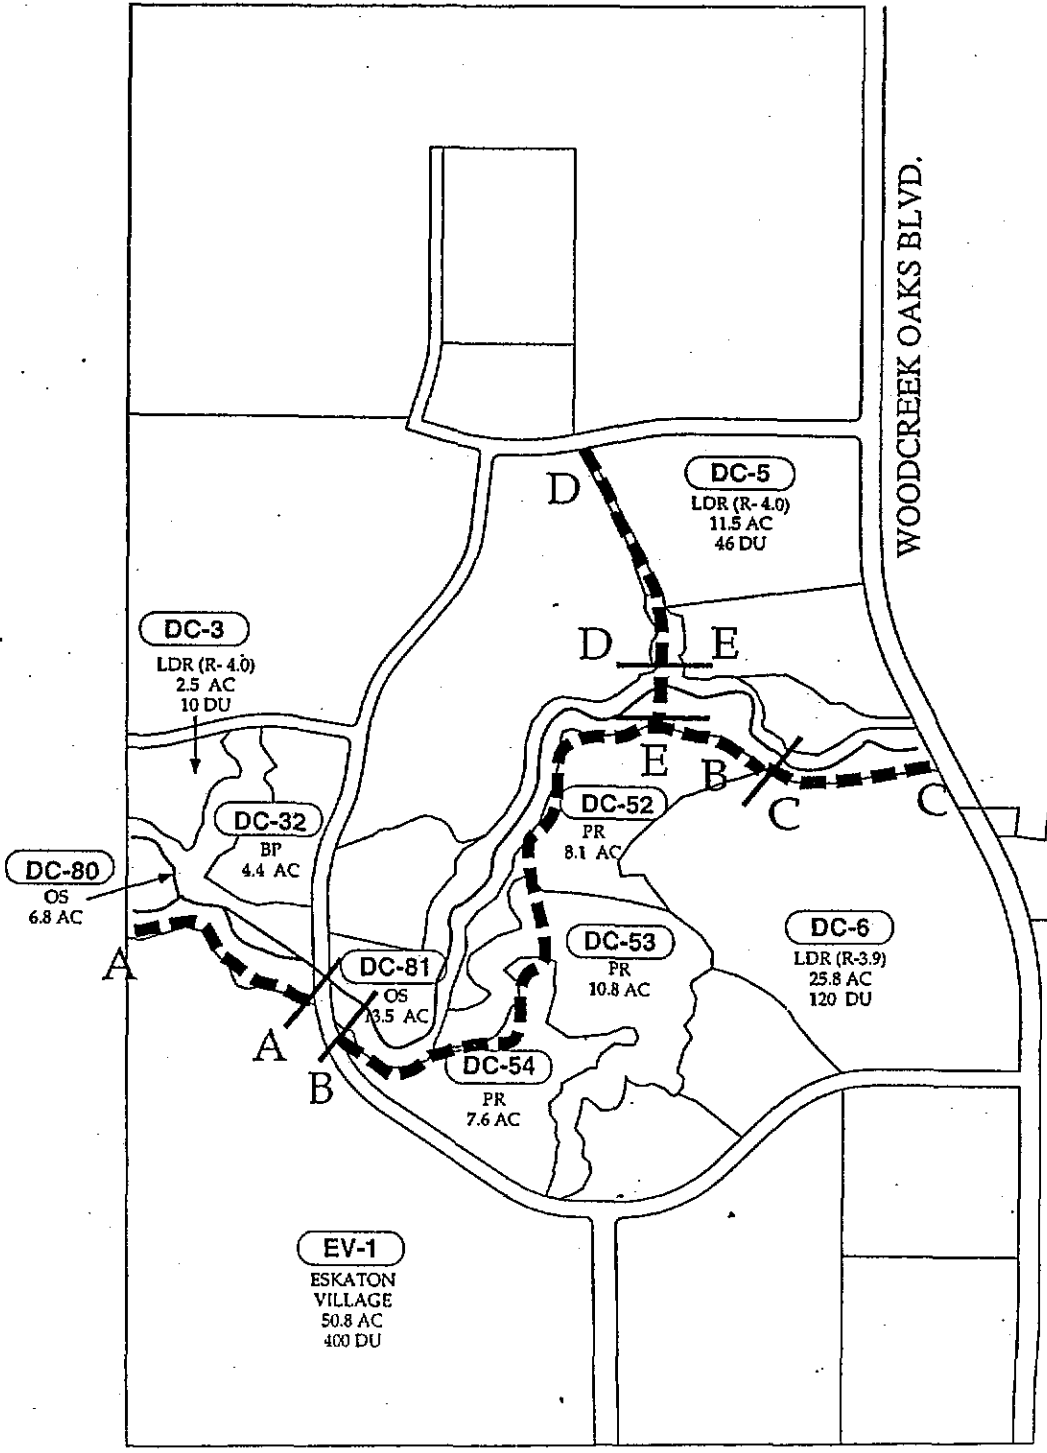 WOODCREEK OAKS BLVD.
DC-5
LDR (R- 4.0)
11.5 AC
46 DU
D
DC-3
LDR (R- 4.0)
2.5 AC
10 DU
D
E
E
B
C
C
DC-52
PR
8.1 AC
DC-32
BP
4.4 AC
DC-80
OS
6.8 AC
A
DC-81
OS
13.5 AC
DC-53
PR
10.8 AC
DC-6
LDR (R-3.9)
25.8 AC
120 DU
A
B
DC-54
PR
7.6 AC
EV-1
ESKATON
VILLAGE
50.8 AC
400 DU